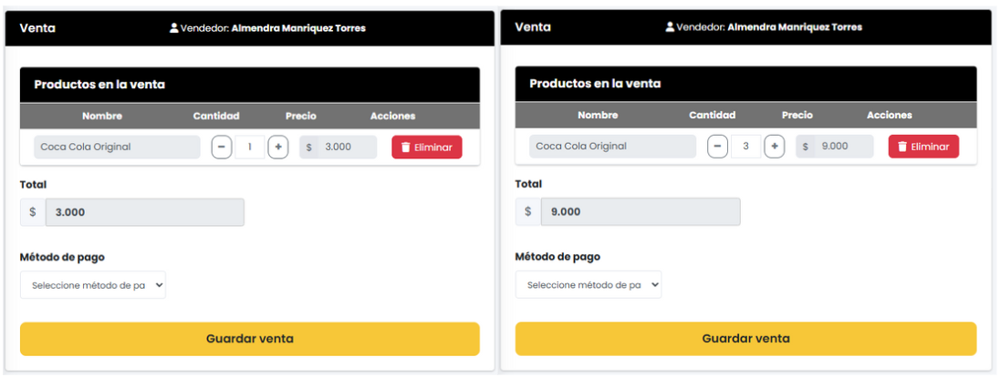 Venta Vendedor: Almendra Manriquez Torres
Productos en la venta
Nombre Cantidad Precio Acciones
Coca Cola Original - 1 + $ 3.000 Eliminar
Total
$ 3.000
Método de pago
Seleccione método de pa
Guardar venta
Venta Vendedor: Almendra Manriquez Torres
Productos en la venta
Nombre Cantidad Precio Acciones
Coca Cola Original - 3 + $ 9.000 Eliminar
Total
$ 9.000
Método de pago
Seleccione método de pa
Guardar venta